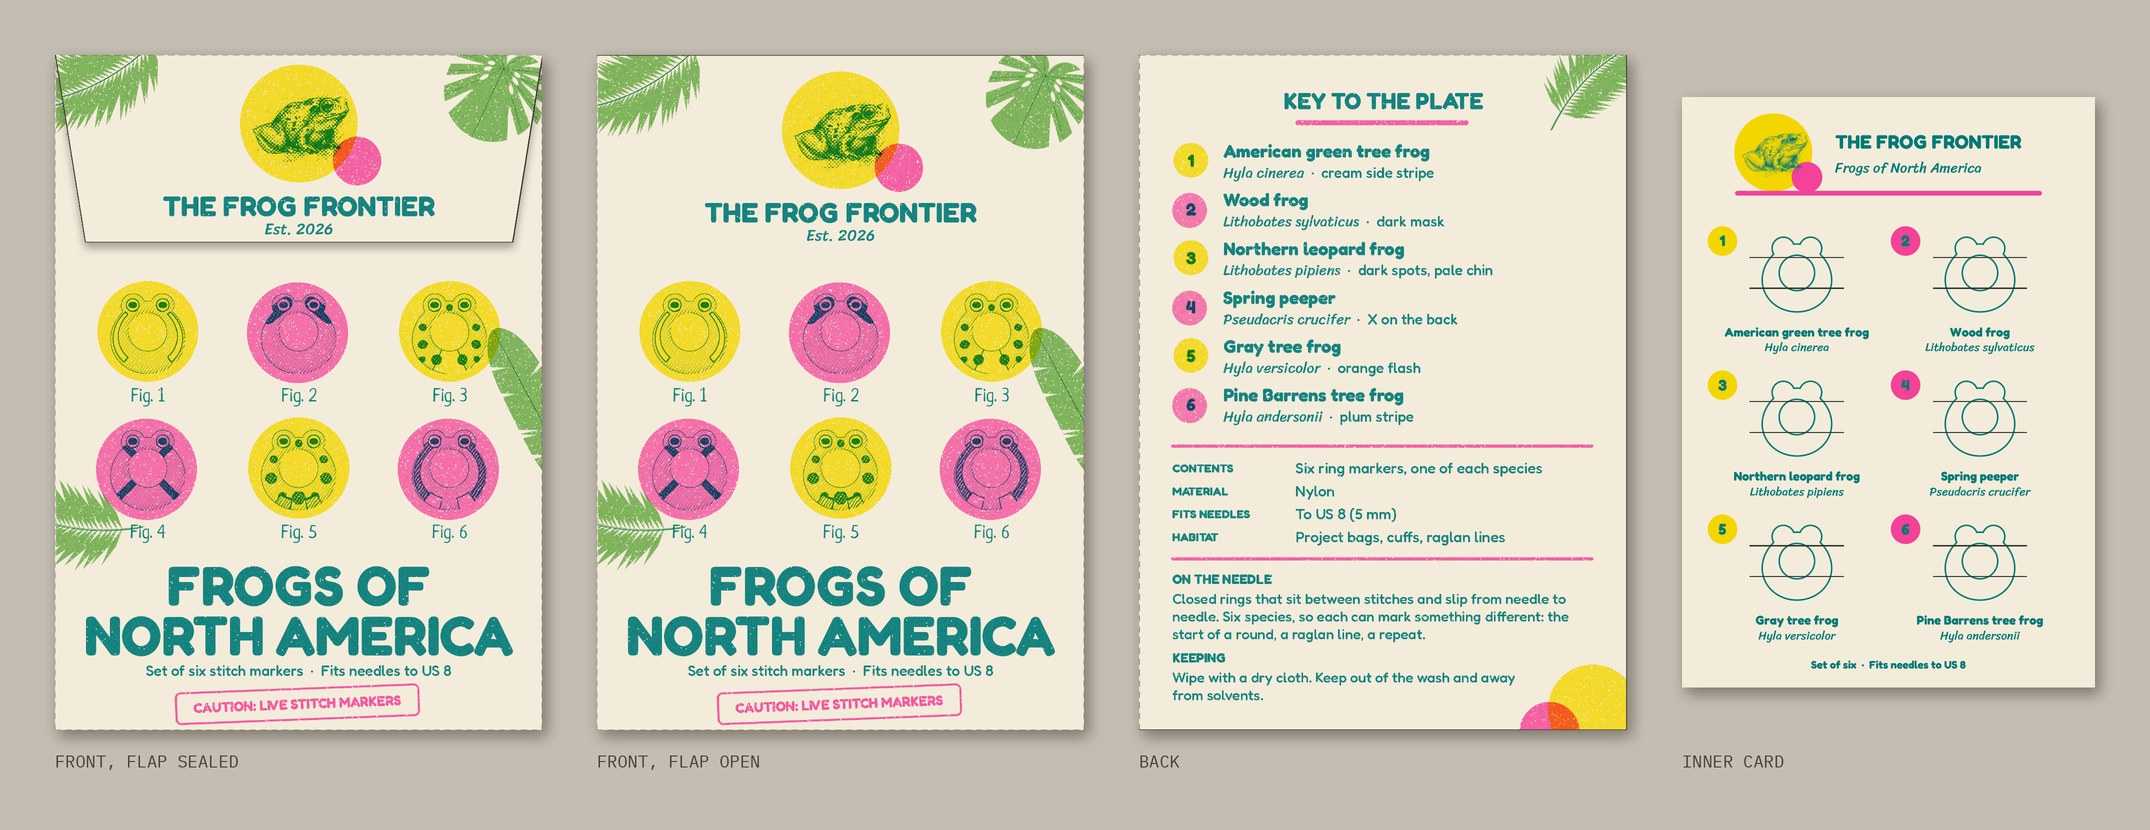 THE FROG FRONTIER
Est. 2026
Fig. 1
Fig. 2
Fig. 3
Fig. 4
Fig. 5
Fig. 6
FROGS OF
NORTH AMERICA
Set of six stitch markers · Fits needles to US 8
CAUTION: LIVE STITCH MARKERS
FRONT, FLAP SEALED
THE FROG FRONTIER
Est. 2026
Fig. 1
Fig. 2
Fig. 3
Fig. 4
Fig. 5
Fig. 6
FROGS OF
NORTH AMERICA
Set of six stitch markers · Fits needles to US 8
CAUTION: LIVE STITCH MARKERS
FRONT, FLAP OPEN
KEY TO THE PLATE
1
American green tree frog
Hyla cinerea · cream side stripe
2
Wood frog
Lithobates sylvaticus · dark mask
3
Northern leopard frog
Lithobates pipiens · dark spots, pale chin
4
Spring peeper
Pseudacris crucifer · X on the back
5
Gray tree frog
Hyla versicolor · orange flash
6
Pine Barrens tree frog
Hyla andersonii · plum stripe
CONTENTS Six ring markers, one of each species
MATERIAL Nylon
FITS NEEDLES To US 8 (5 mm)
HABITAT Project bags, cuffs, raglan lines
ON THE NEEDLE
Closed rings that sit between stitches and slip from needle to
needle. Six species, so each can mark something different: the
start of a round, a raglan line, a repeat.
KEEPING
Wipe with a dry cloth. Keep out of the wash and away
from solvents.
BACK
THE FROG FRONTIER
Frogs of North America
1
American green tree frog
Hyla cinerea
2
Wood frog
Lithobates sylvaticus
3
Northern leopard frog
Lithobates pipiens
4
Spring peeper
Pseudacris crucifer
5
Gray tree frog
Hyla versicolor
6
Pine Barrens tree frog
Hyla andersonii
Set of six · Fits needles to US 8
INNER CARD